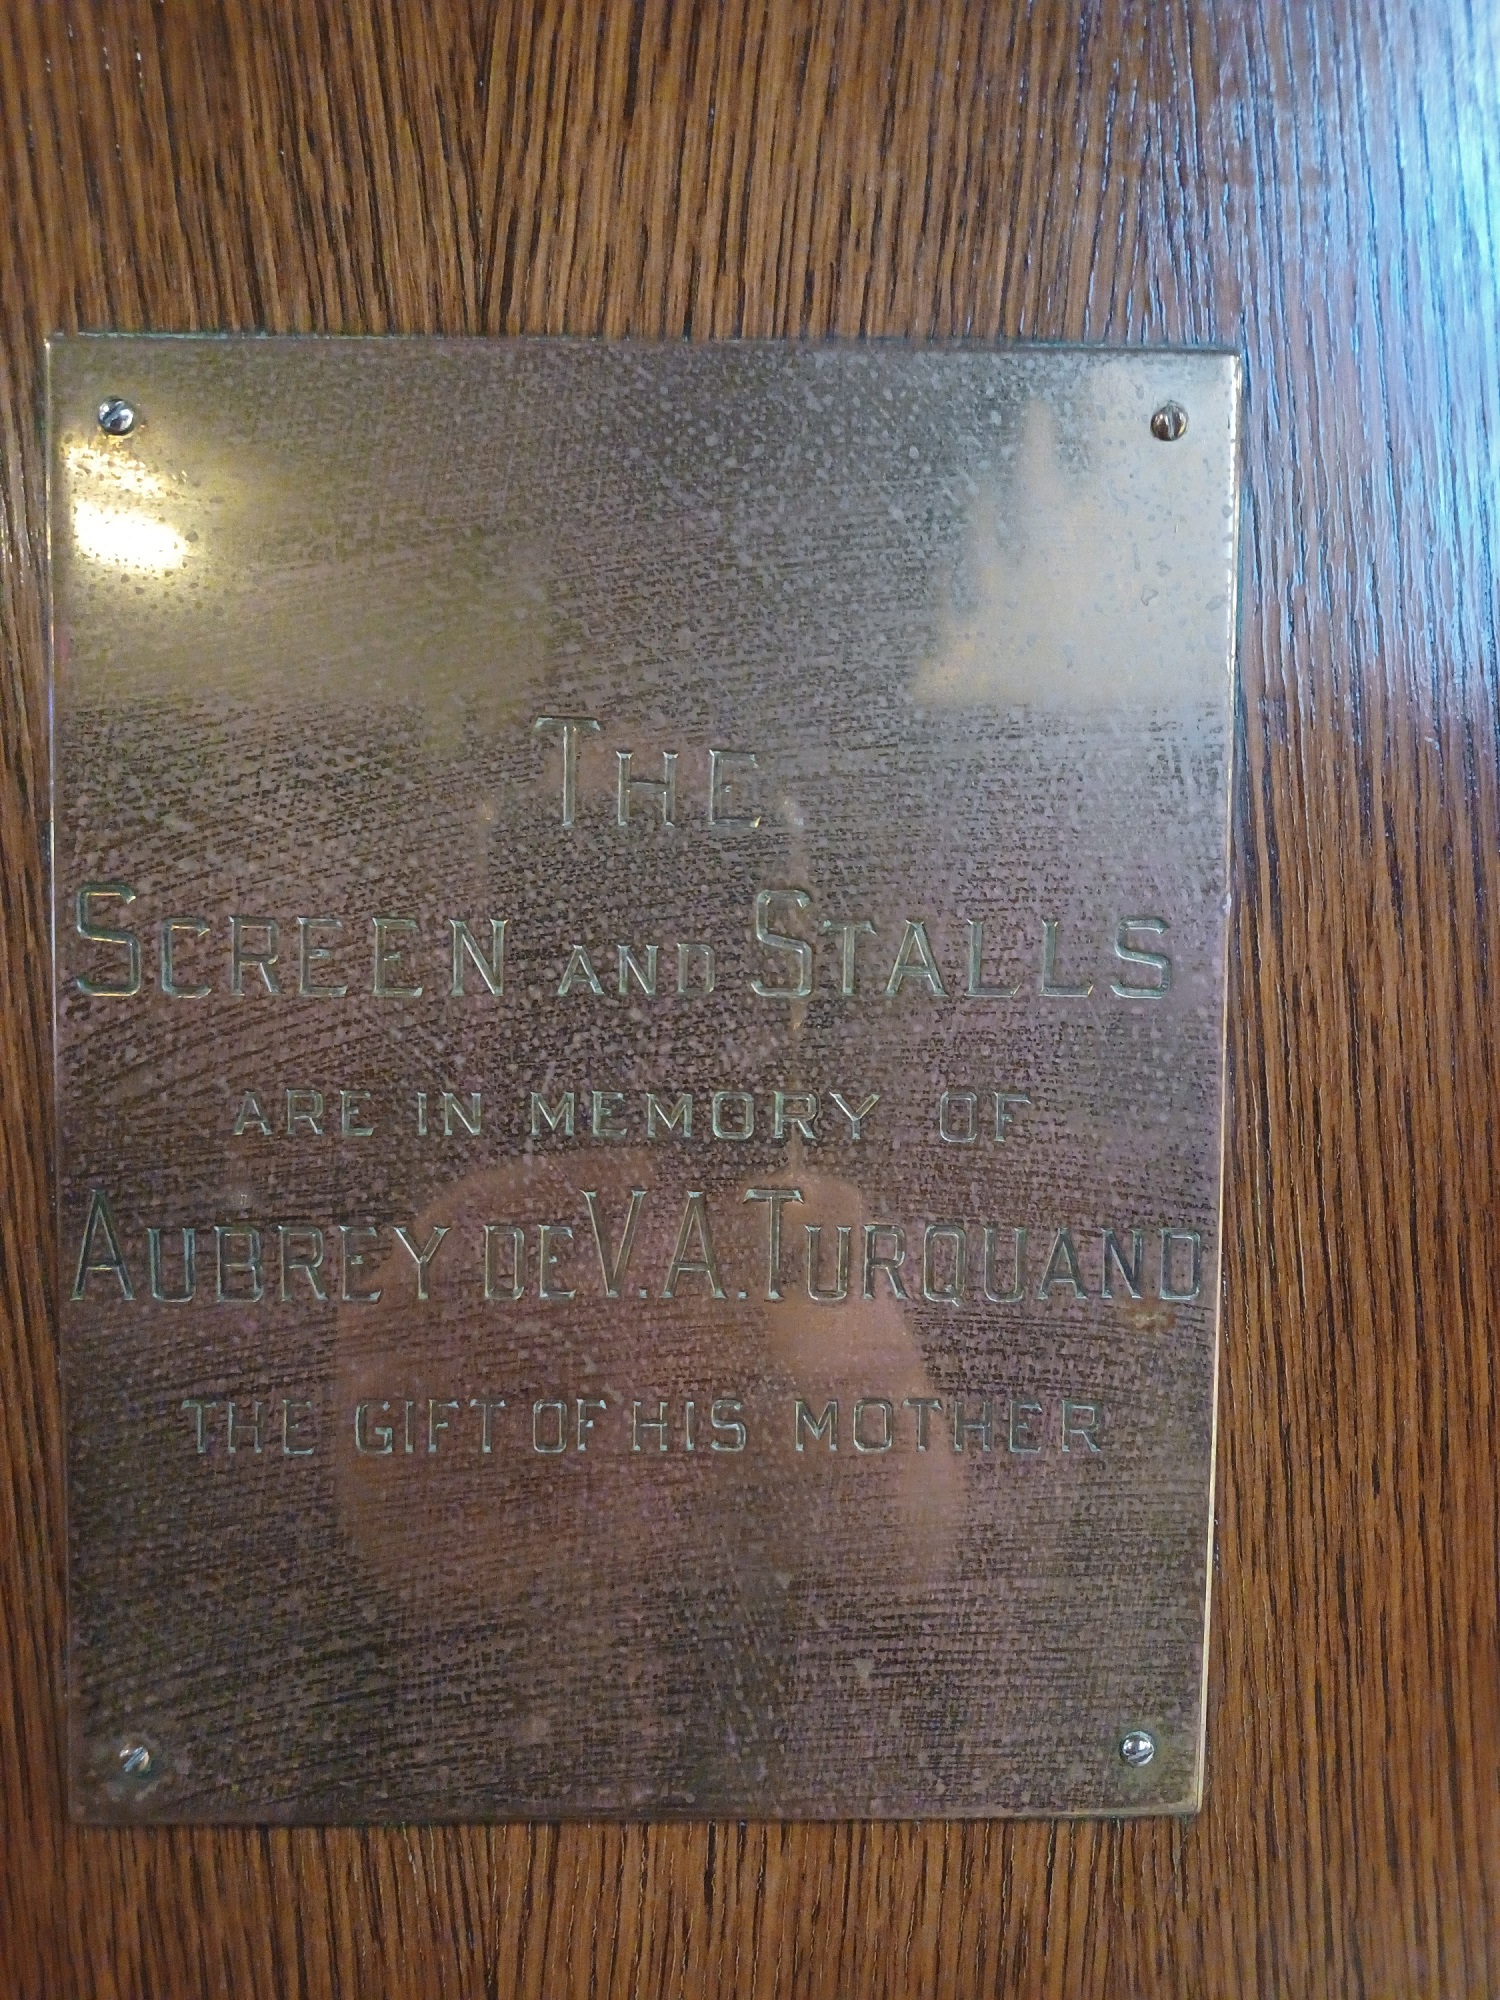 THE
SCREEN AND STALLS
ARE IN MEMORY OF
AUBREY DE V. A. TURQUAND
THE GIFT OF HIS MOTHER